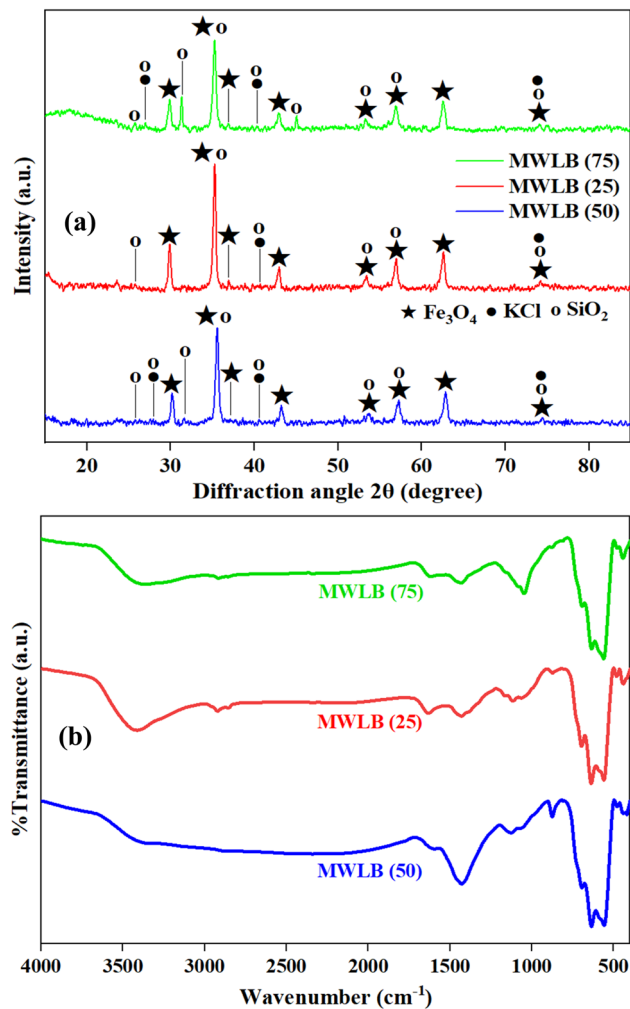 MWLB (75)
(a)
MWLB (25)
MWLB (50)
★ Fe₃O₄ ● KCl o SiO₂
Intensity (a.u.)
20 30 40 50 60 70 80
Diffraction angle 2θ (degree)
MWLB (75)
(b)
MWLB (25)
MWLB (50)
%Transmittance (a.u.)
4000 3500 3000 2500 2000 1500 1000 500
Wavenumber (cm⁻¹)